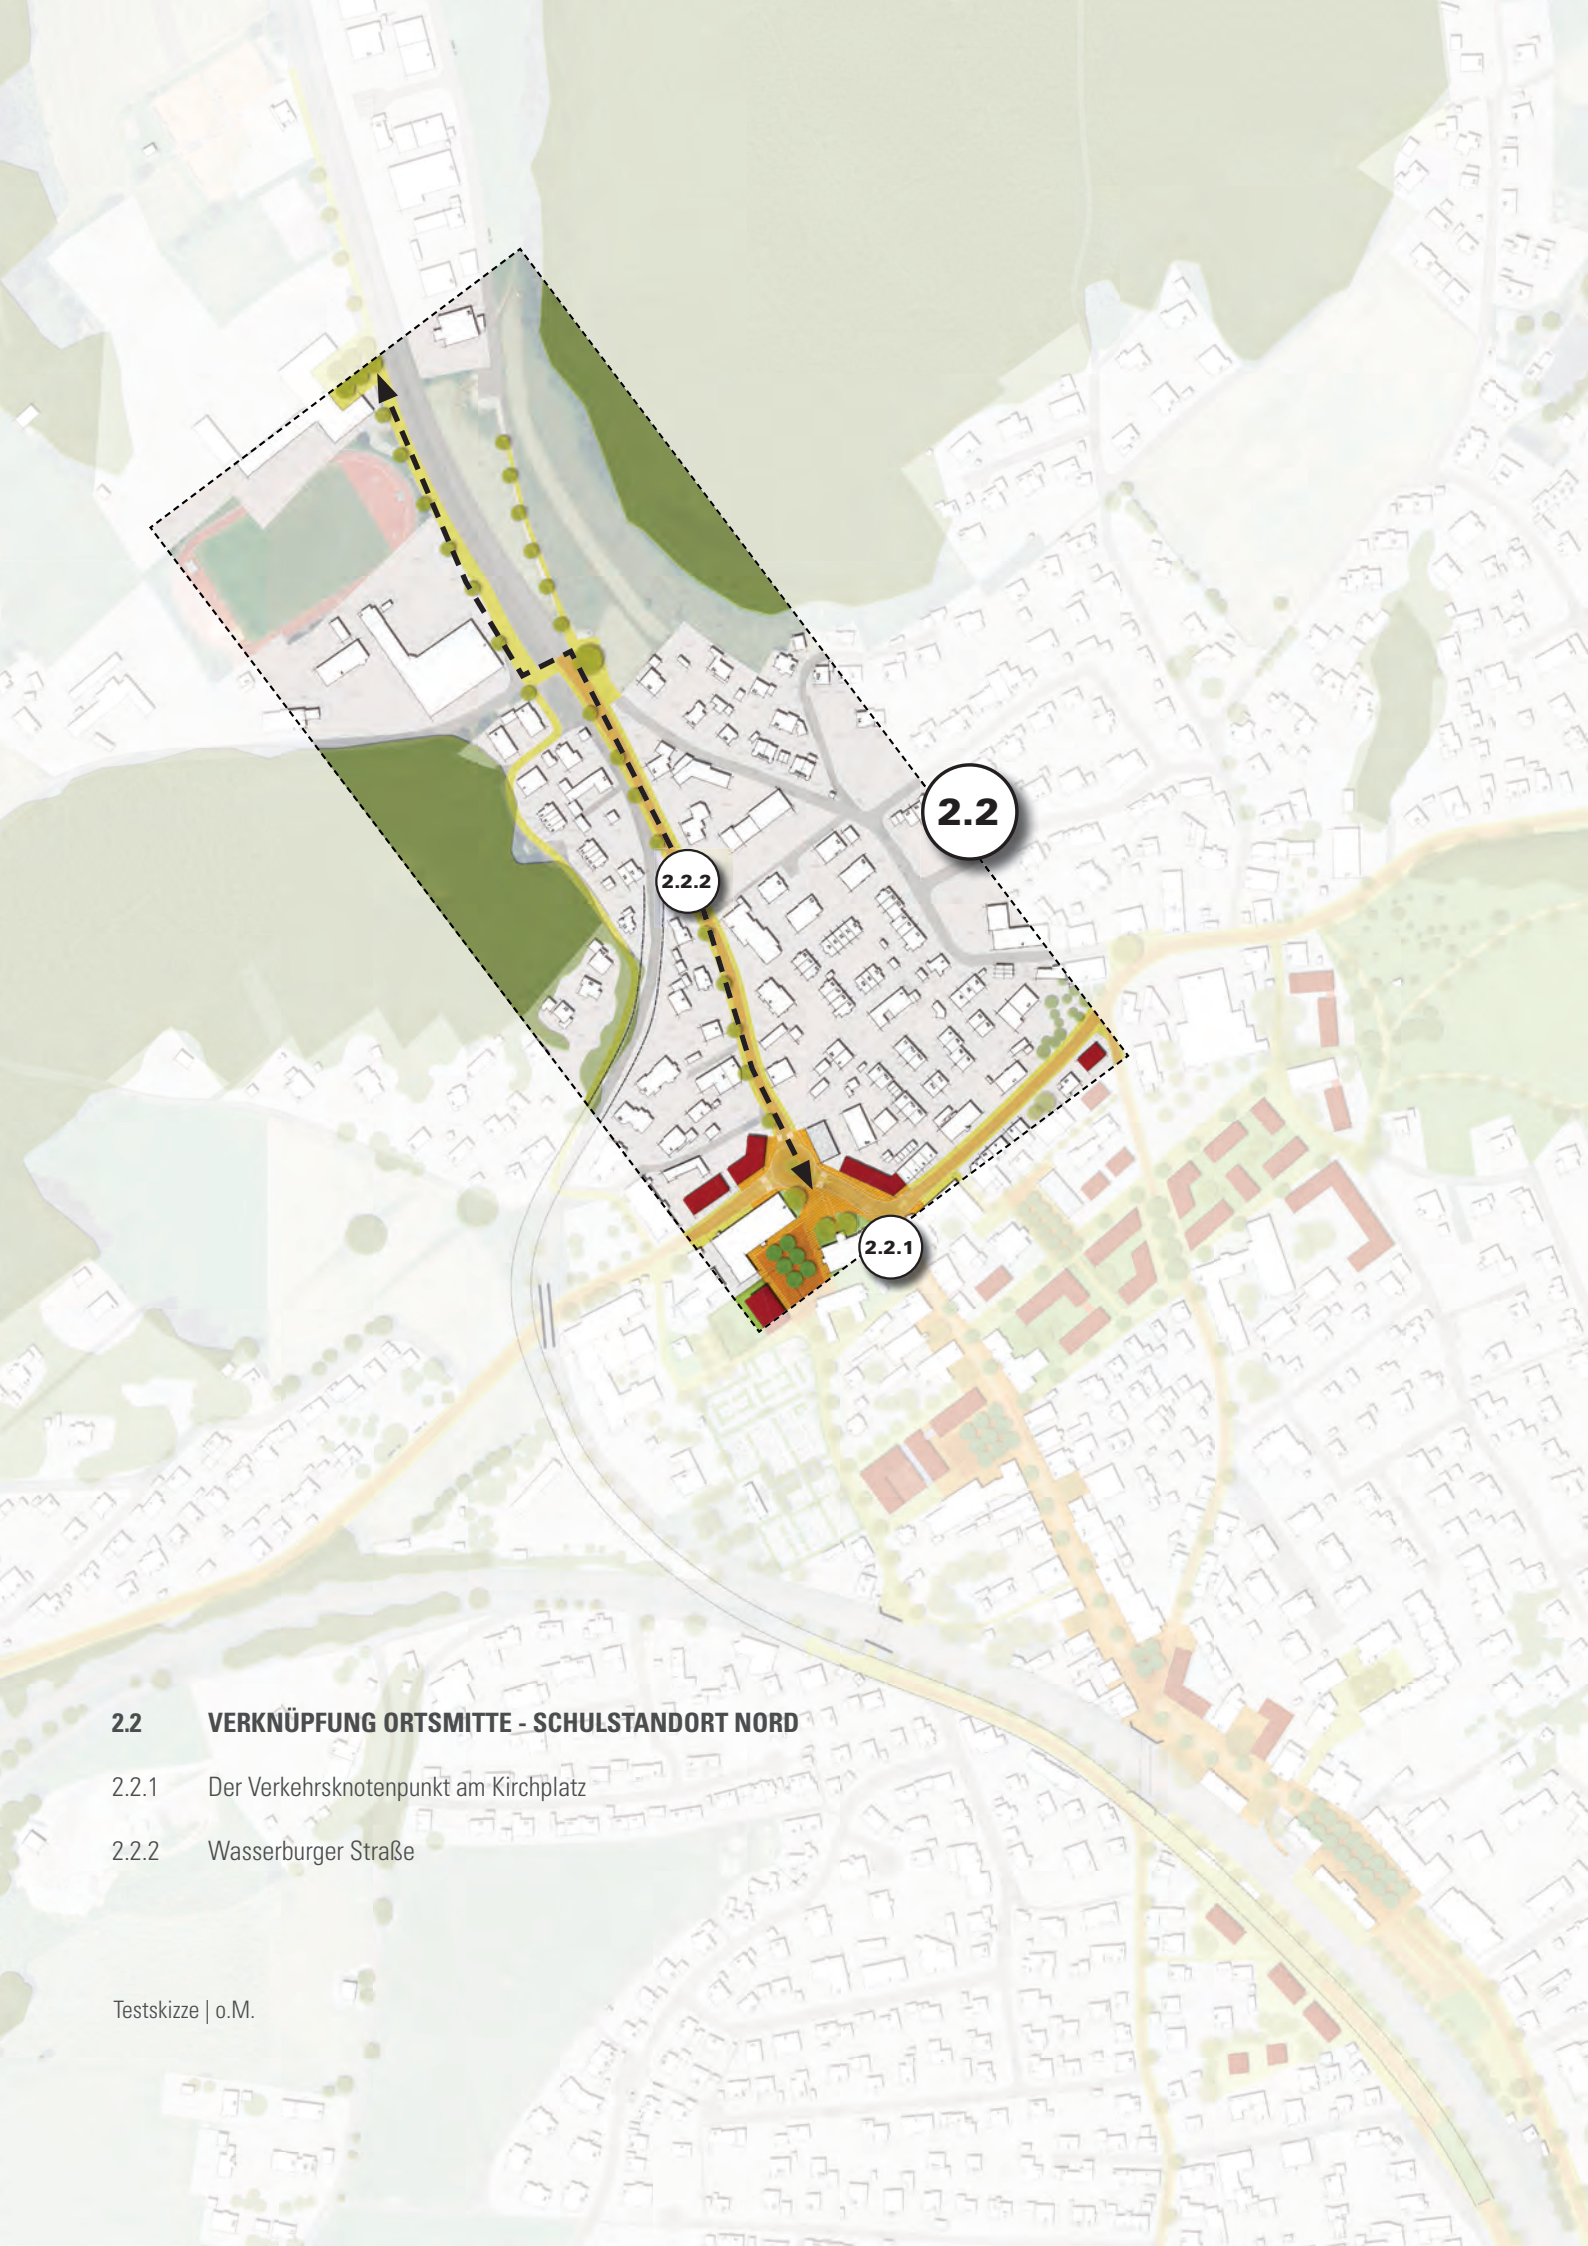 2.2
2.2.2
2.2.1
2.2 VERKNÜPFUNG ORTSMITTE - SCHULSTANDORT NORD
2.2.1 Der Verkehrsknotenpunkt am Kirchplatz
2.2.2 Wasserburger Straße
Testskizze | o.M.